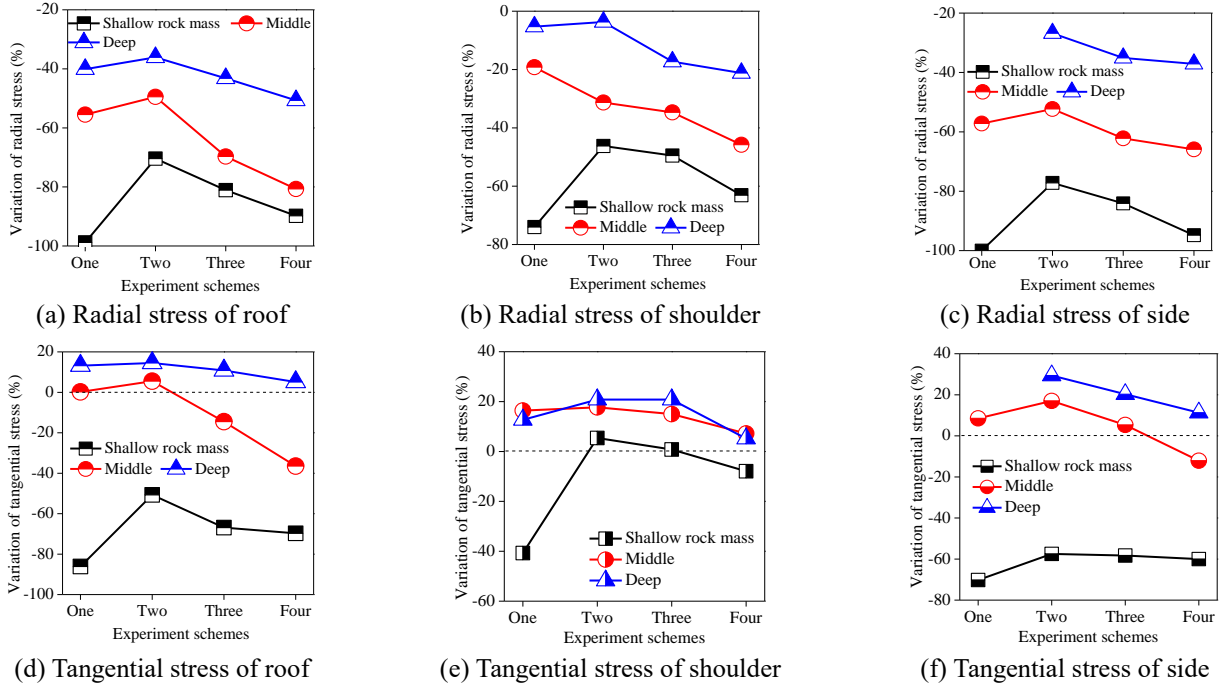 Shallow rock mass Middle
Deep
Variation of radial stress (%)
-20
-40
-60
-80
-100
One Two Three Four
Experiment schemes
(a) Radial stress of roof
0
-20
-40
-60
-80
Variation of radial stress (%)
Shallow rock mass
Middle Deep
One Two Three Four
Experiment schemes
(b) Radial stress of shoulder
-20
-40
-60
-80
-100
Variation of radial stress (%)
Shallow rock mass
Middle Deep
One Two Three Four
Experiment schemes
(c) Radial stress of side
20
0
-20
-40
-60
-80
-100
Variation of tangential stress (%)
Shallow rock mass
Middle Deep
One Two Three Four
Experiment schemes
(d) Tangential stress of roof
40
20
0
-20
-40
-60
Variation of tangential stress (%)
Shallow rock mass
Middle
Deep
One Two Three Four
Experiment schemes
(e) Tangential stress of shoulder
40
20
0
-20
-40
-60
-80
Variation of tangential stress (%)
Shallow rock mass
Middle
Deep
One Two Three Four
Experiment schemes
(f) Tangential stress of side